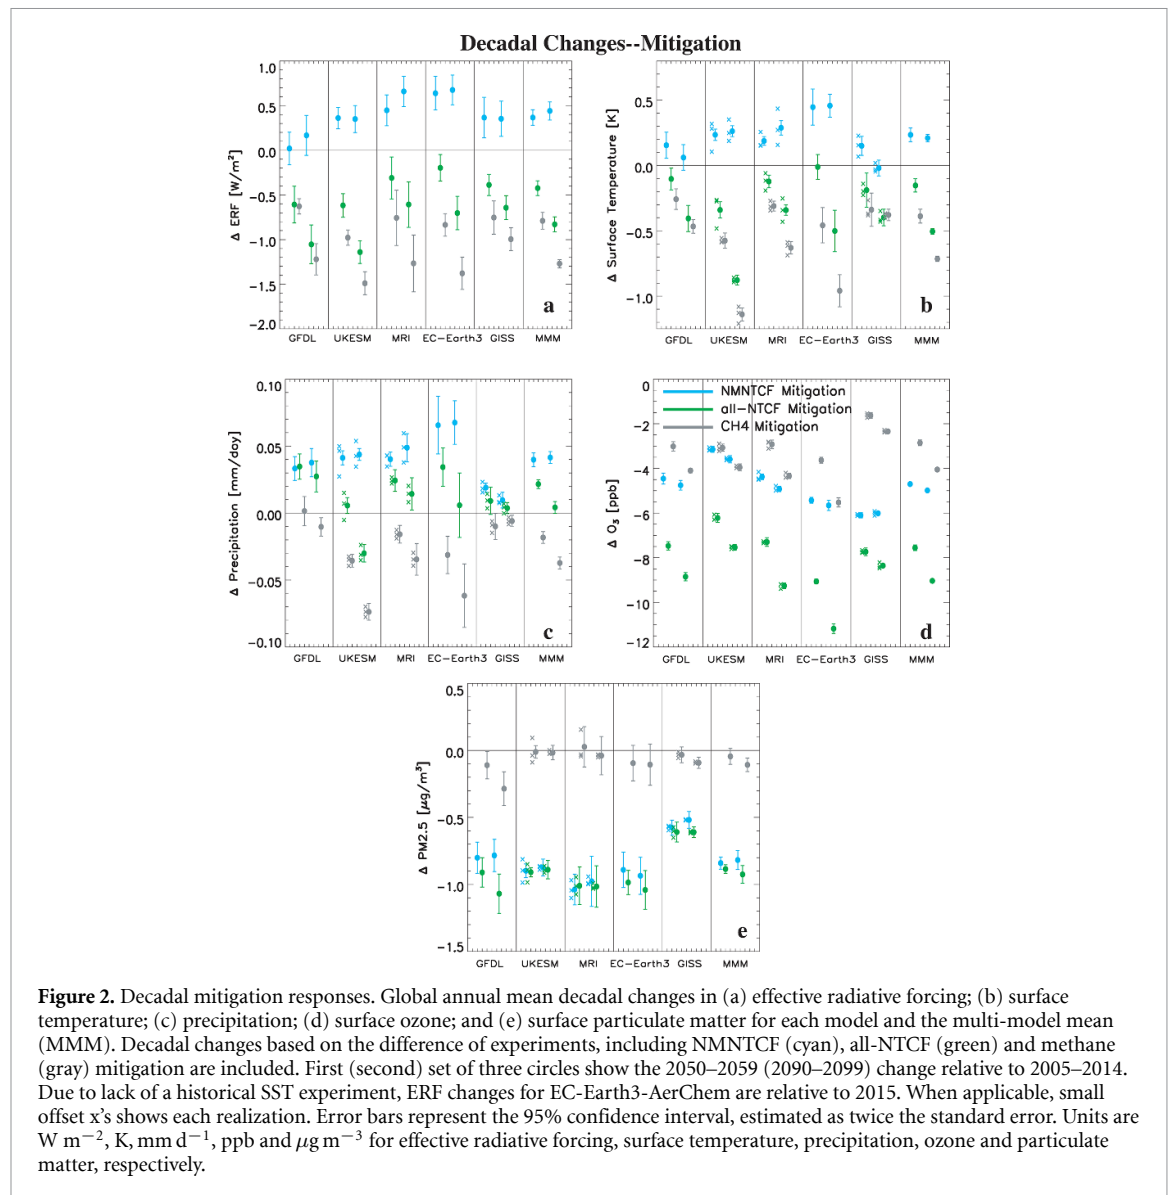 Decadal Changes--Mitigation
1.0
0.5
0.0
−0.5
−1.0
−1.5
−2.0
Δ ERF [W/m²]
a
GFDL UKESM MRI EC−Earth3 GISS MMM
0.5
0.0
−0.5
−1.0
Δ Surface Temperature [K]
b
GFDL UKESM MRI EC−Earth3 GISS MMM
0.10
0.05
0.00
−0.05
−0.10
Δ Precipitation [mm/day]
c
GFDL UKESM MRI EC−Earth3 GISS MMM
0
−2
−4
−6
−8
−10
−12
Δ O₃ [ppb]
NMNTCF Mitigation
all−NTCF Mitigation
CH4 Mitigation
d
GFDL UKESM MRI EC−Earth3 GISS MMM
0.5
0.0
−0.5
−1.0
−1.5
Δ PM2.5 [μg/m³]
e
GFDL UKESM MRI EC−Earth3 GISS MMM
Figure 2. Decadal mitigation responses. Global annual mean decadal changes in (a) effective radiative forcing; (b) surface
temperature; (c) precipitation; (d) surface ozone; and (e) surface particulate matter for each model and the multi-model mean
(MMM). Decadal changes based on the difference of experiments, including NMNTCF (cyan), all-NTCF (green) and methane
(gray) mitigation are included. First (second) set of three circles show the 2050–2059 (2090–2099) change relative to 2005–2014.
Due to lack of a historical SST experiment, ERF changes for EC-Earth3-AerChem are relative to 2015. When applicable, small
offset x's shows each realization. Error bars represent the 95% confidence interval, estimated as twice the standard error. Units are
W m⁻², K, mm d⁻¹, ppb and μg m⁻³ for effective radiative forcing, surface temperature, precipitation, ozone and particulate
matter, respectively.